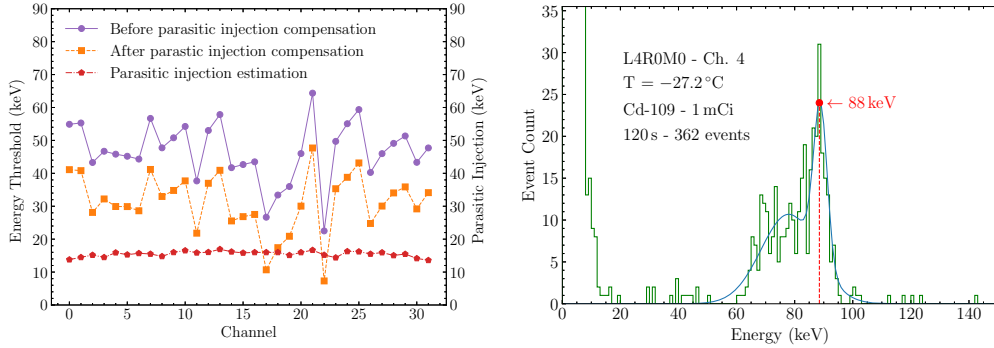 Before parasitic injection compensation
After parastic injection compensation
Parasitic injection estimation
Energy Threshold (keV)
0
10
20
30
40
50
60
70
80
90
Parasitic Injection (keV)
0
10
20
30
40
50
60
70
80
90
0 5 10 15 20 25 30
Channel
L4R0M0 - Ch. 4
T = −27.2 °C
Cd-109 - 1 mCi
120 s - 362 events
← 88 keV
Event Count
0
5
10
15
20
25
30
35
0 20 40 60 80 100 120 140
Energy (keV)